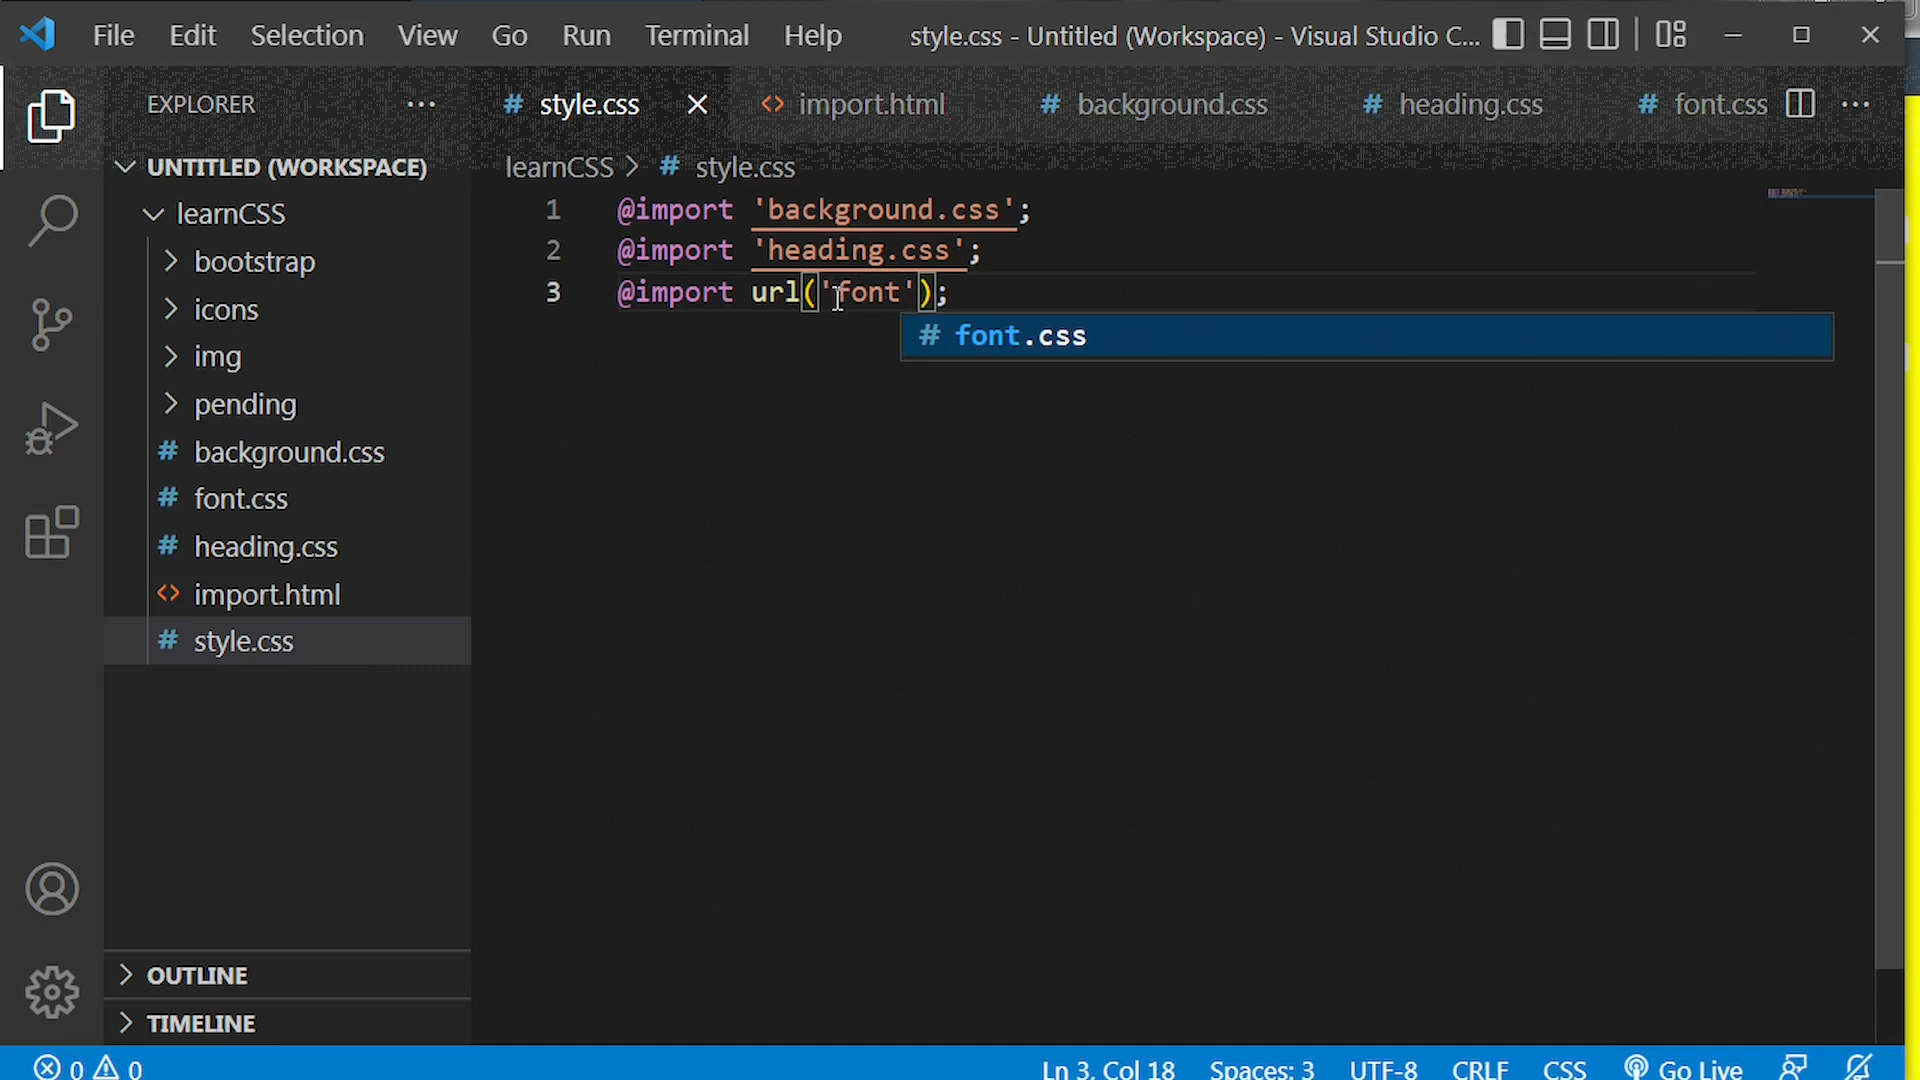 File Edit Selection View Go Run Terminal Help style.css - Untitled (Workspace) - Visual Studio C...
EXPLORER ... # style.css import.html # background.css # heading.css # font.css ...
UNTITLED (WORKSPACE)
learnCSS > # style.css
learnCSS
bootstrap
icons
img
pending
# background.css
# font.css
# heading.css
<> import.html
# style.css
1 @import 'background.css';
2 @import 'heading.css';
3 @import url('font');
# font.css
OUTLINE
TIMELINE
0 0 Ln 3, Col 18 Spaces: 3 UTF-8 CRLF CSS Go Live